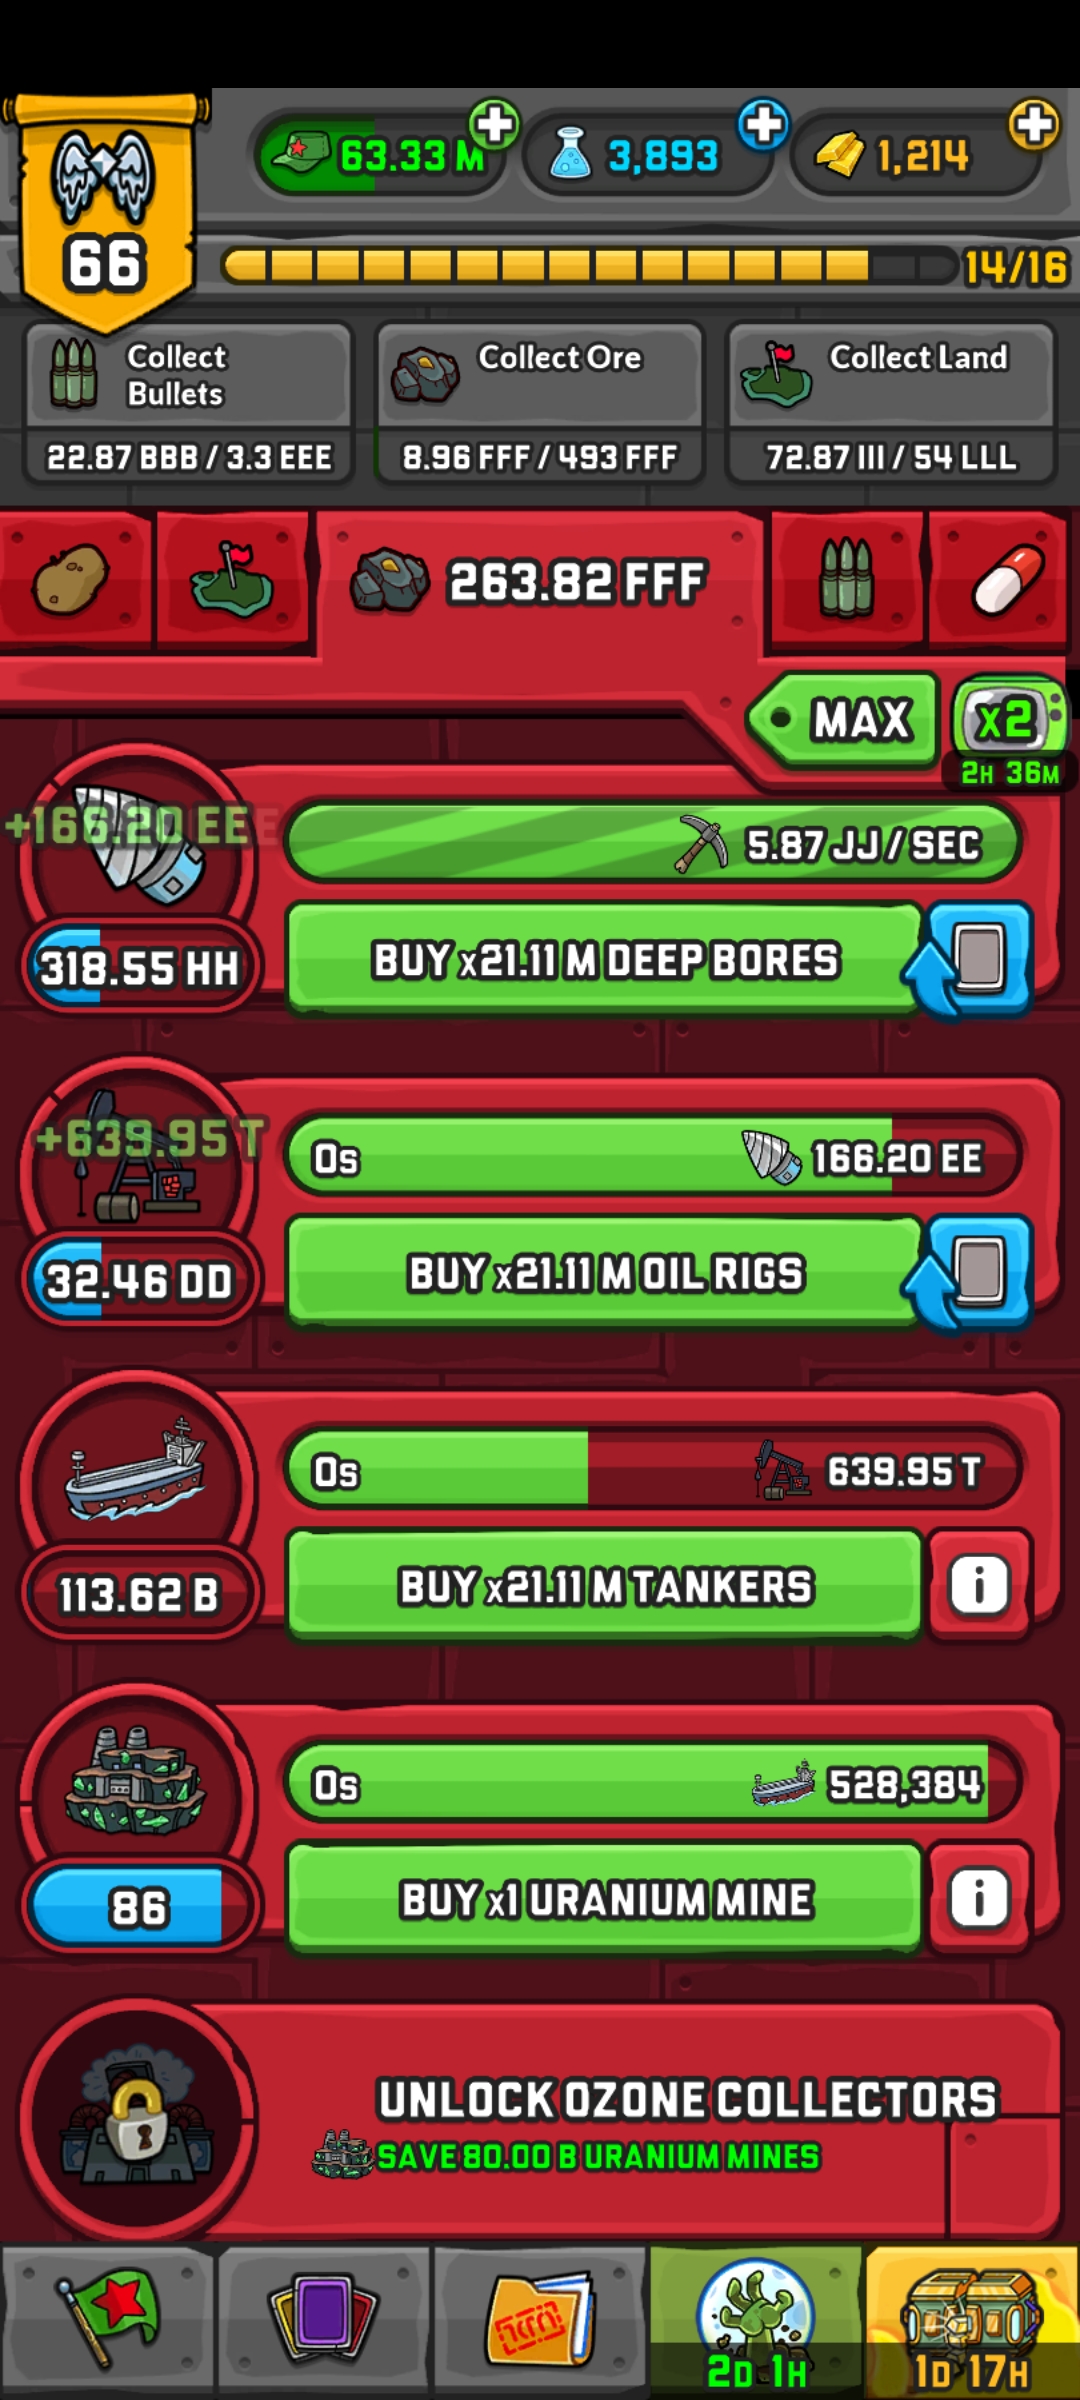 63.33 M
3,893
1,214
66
14/16
Collect
Bullets
22.87 BBB / 3.3 EEE
Collect Ore
8.96 FFF / 493 FFF
Collect Land
72.87 III / 54 LLL
263.82 FFF
MAX
x2
2H 36M
+166.20 EE
5.87 JJ / SEC
318.55 HH
BUY x21.11 M DEEP BORES
+639.95 T
0s
166.20 EE
32.46 DD
BUY x21.11 M OIL RIGS
0s
639.95 T
113.62 B
BUY x21.11 M TANKERS
i
0s
528,384
86
BUY x1 URANIUM MINE
i
UNLOCK OZONE COLLECTORS
SAVE 80.00 B URANIUM MINES
2D 1H
1D 17H